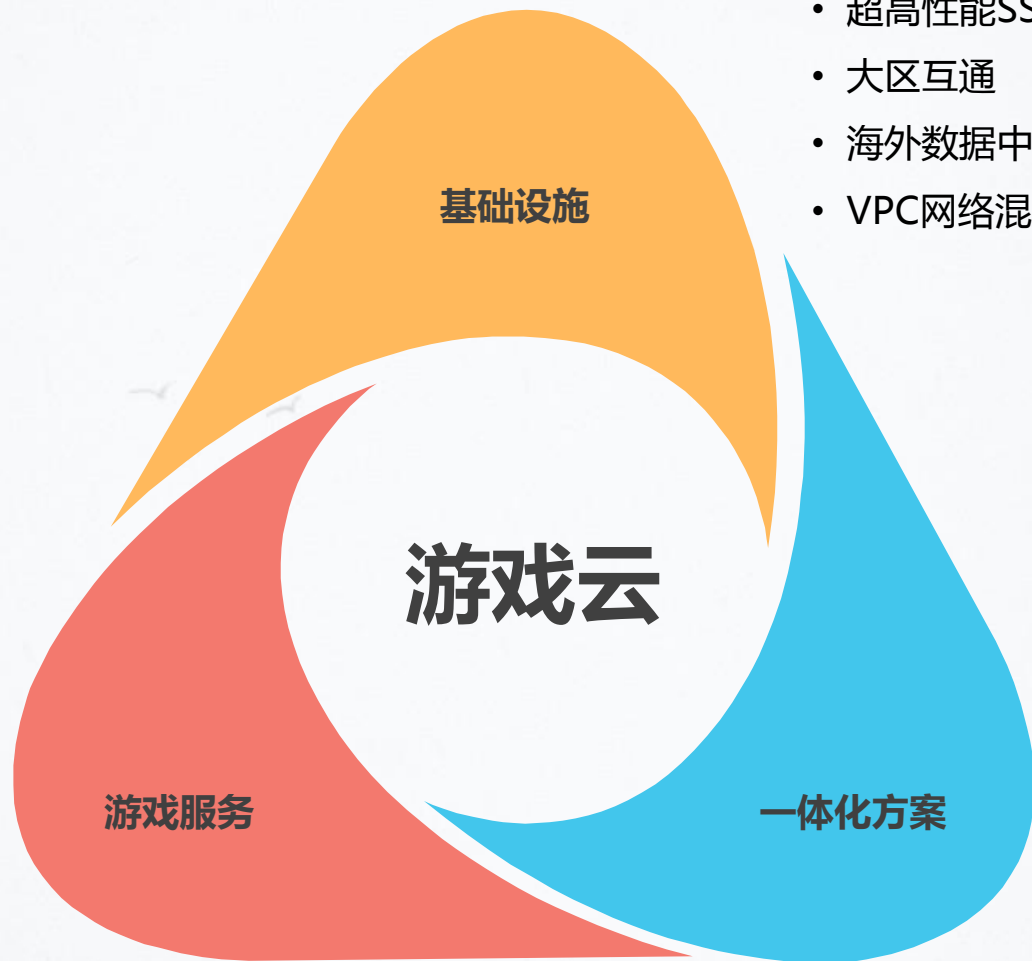 • 超高性能SS
• 大区互通
• 海外数据中
• VPC网络混
基础设施
游戏云
游戏服务
一体化方案